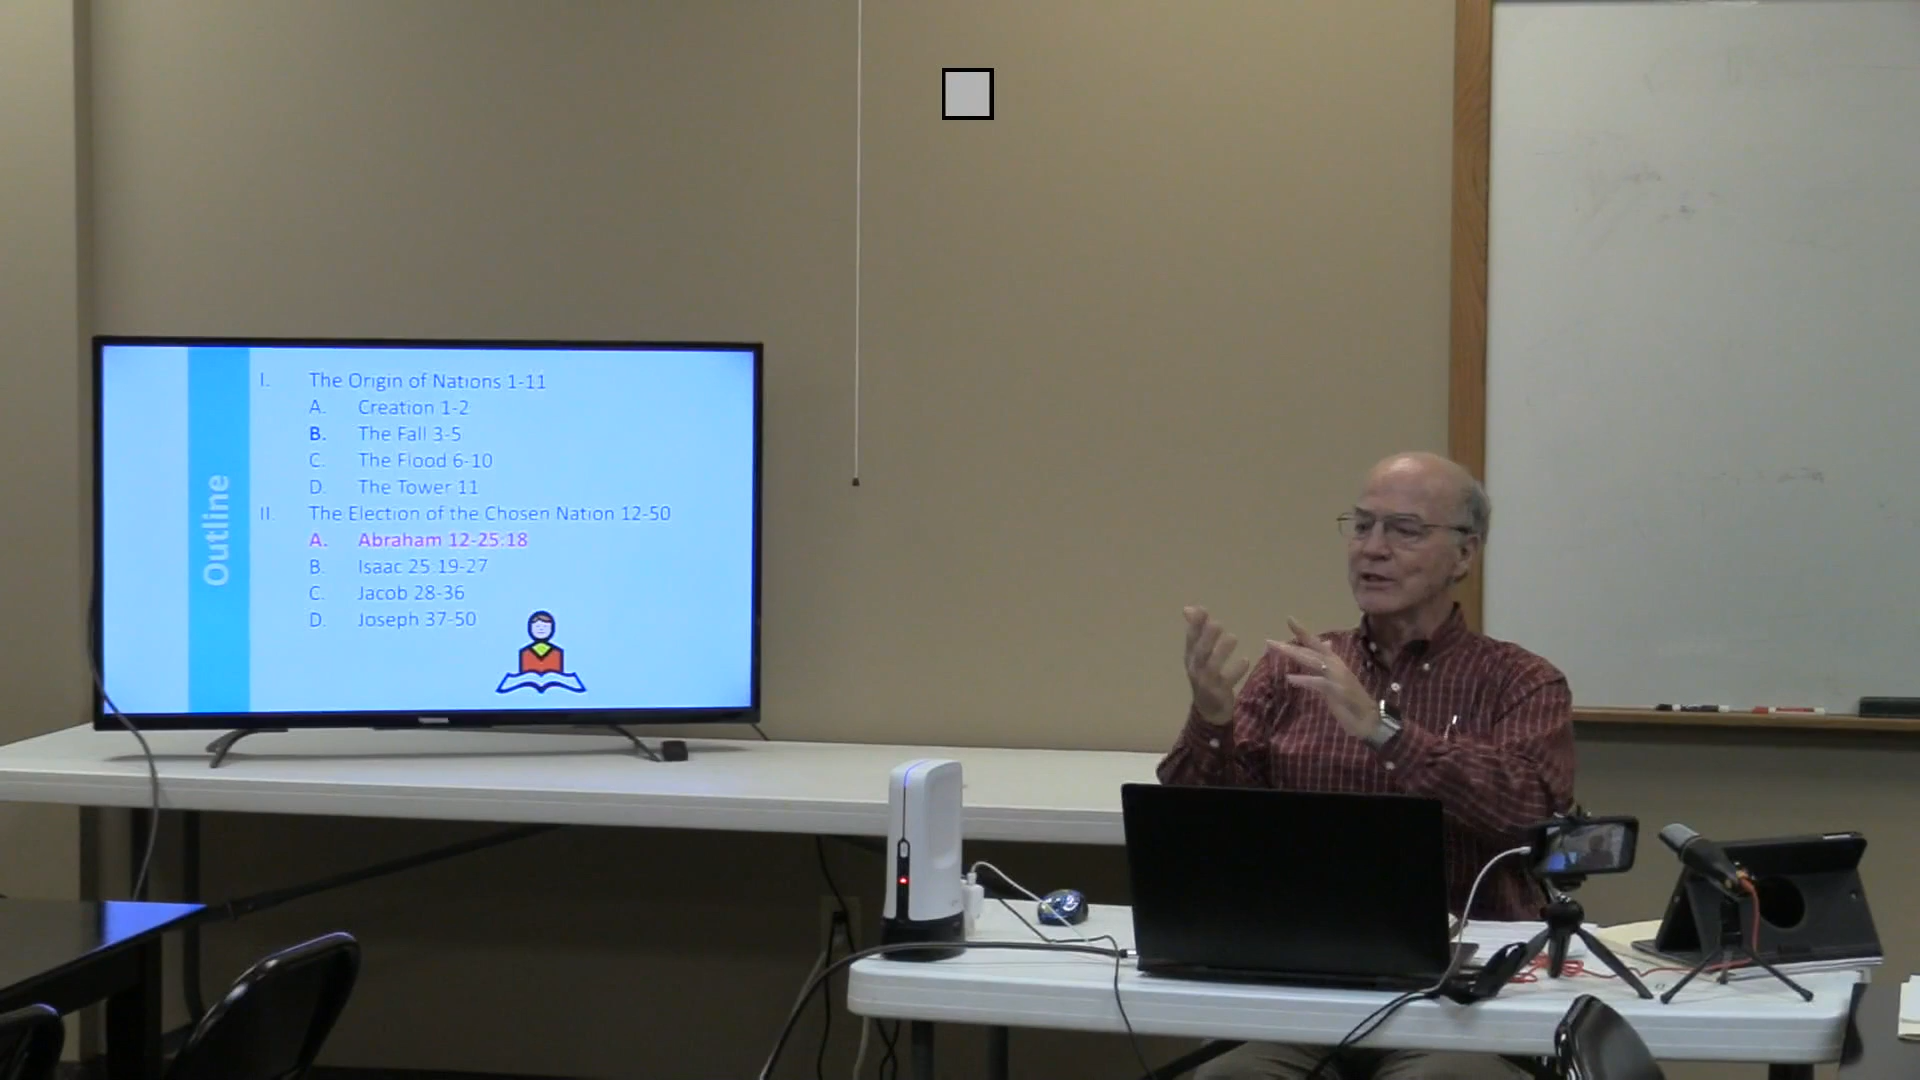 Outline
I. The Origin of Nations 1-11
A. Creation 1-2
B. The Fall 3-5
C. The Flood 6-10
D. The Tower 11
II. The Election of the Chosen Nation 12-50
A. Abraham 12-25:18
B. Isaac 25:19-27
C. Jacob 28-36
D. Joseph 37-50